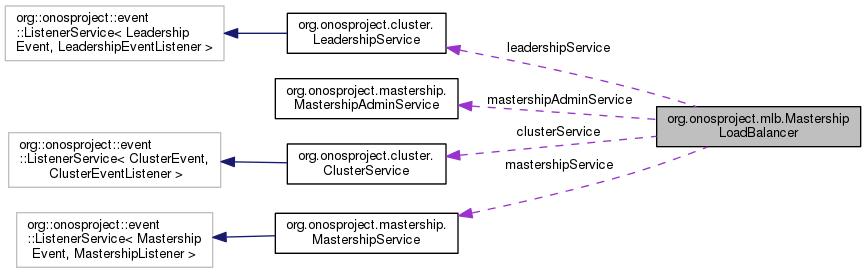 org::onosproject::event
::ListenerService< Leadership
Event, LeadershipEventListener >
org.onosproject.cluster.
LeadershipService
leadershipService
org.onosproject.mastership.
MastershipAdminService
mastershipAdminService
org.onosproject.mlb.Mastership
LoadBalancer
clusterService
org::onosproject::event
::ListenerService< ClusterEvent,
ClusterEventListener >
org.onosproject.cluster.
ClusterService
mastershipService
org::onosproject::event
::ListenerService< Mastership
Event, MastershipListener >
org.onosproject.mastership.
MastershipService